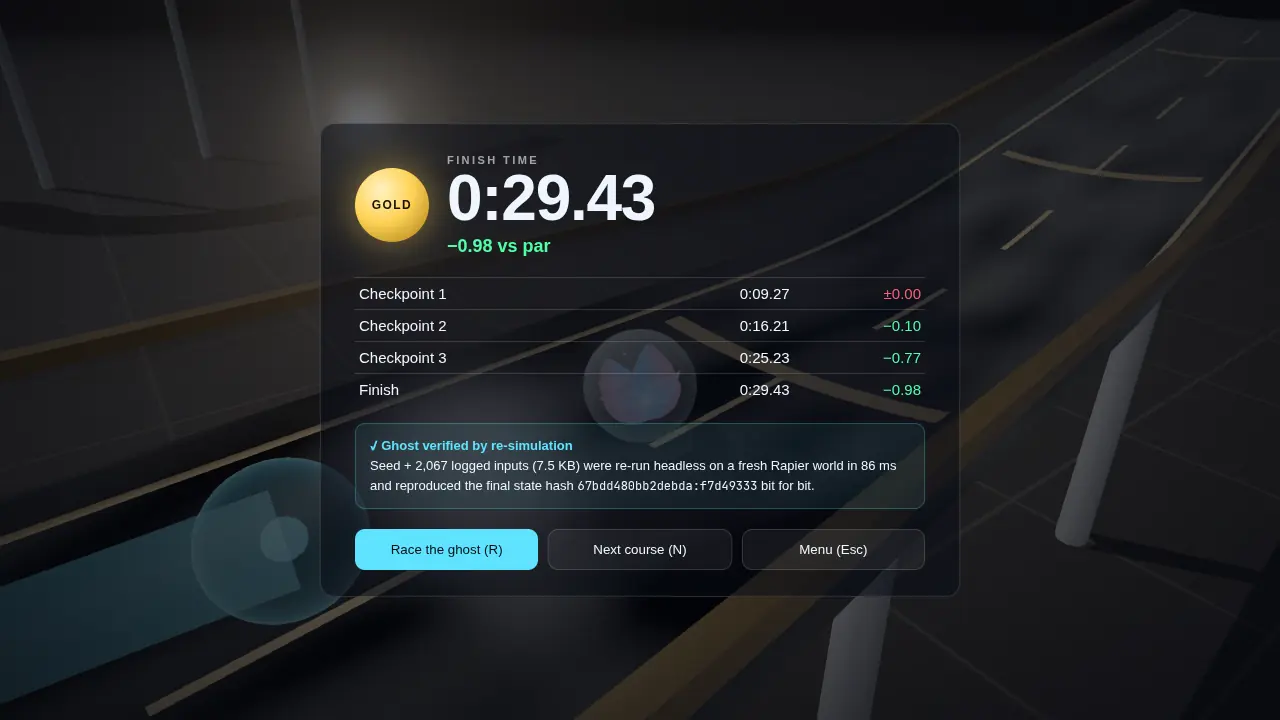 FINISH TIME
GOLD
0:29.43
−0.98 vs par
Checkpoint 1 0:09.27 ±0.00
Checkpoint 2 0:16.21 −0.10
Checkpoint 3 0:25.23 −0.77
Finish 0:29.43 −0.98
✓ Ghost verified by re-simulation
Seed + 2,067 logged inputs (7.5 KB) were re-run headless on a fresh Rapier world in 86 ms
and reproduced the final state hash 67bdd480bb2debda:f7d49333 bit for bit.
Race the ghost (R) Next course (N) Menu (Esc)